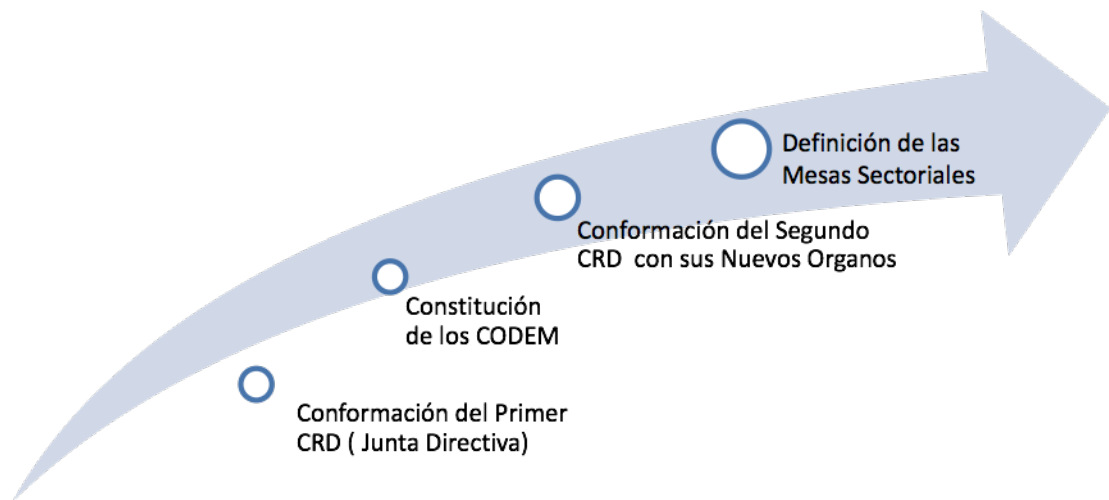 Definición de las
Mesas Sectoriales
Conformación del Segundo
CRD con sus Nuevos Organos
Constitución
de los CODEM
Conformación del Primer
CRD ( Junta Directiva)